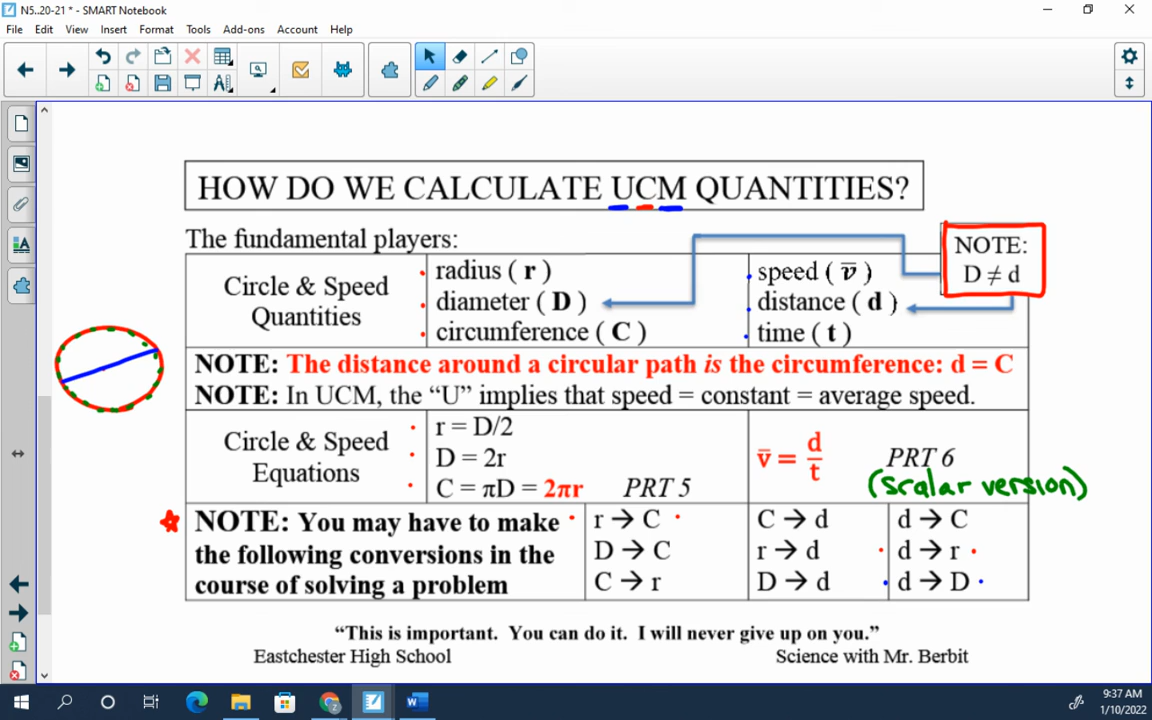 N5..20-21 * - SMART Notebook
File Edit View Insert Format Tools Add-ons Account Help
HOW DO WE CALCULATE UCM QUANTITIES?
The fundamental players:
NOTE:
D ≠ d
Circle & Speed
Quantities
radius ( r )
diameter ( D )
circumference ( C )
speed ( v̅ )
distance ( d )
time ( t )
NOTE: The distance around a circular path is the circumference: d = C
NOTE: In UCM, the “U” implies that speed = constant = average speed.
Circle & Speed
Equations
r = D/2
D = 2r
C = πD = 2πr PRT 5
v̅ = d/t PRT 6
(scalar version)
NOTE: You may have to make
the following conversions in the
course of solving a problem
r → C
D → C
C → r
C → d
r → d
D → d
d → C
d → r
d → D
“This is important. You can do it. I will never give up on you.”
Eastchester High School Science with Mr. Berbit
9:37 AM
1/10/2022